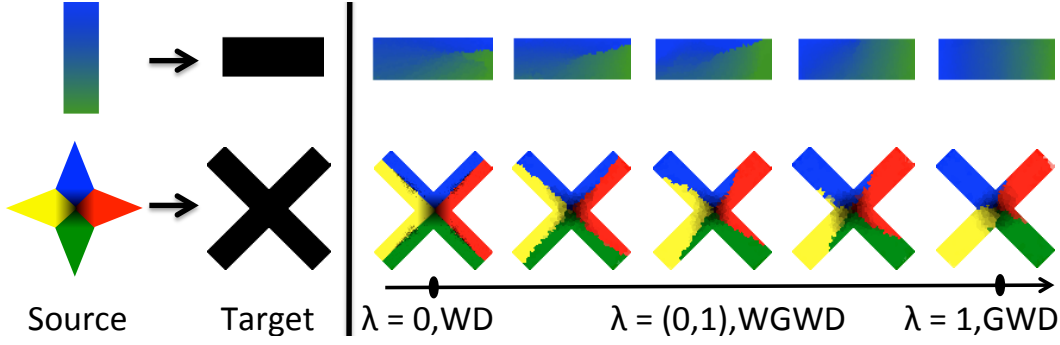 Source Target λ = 0,WD λ = (0,1),WGWD λ = 1,GWD